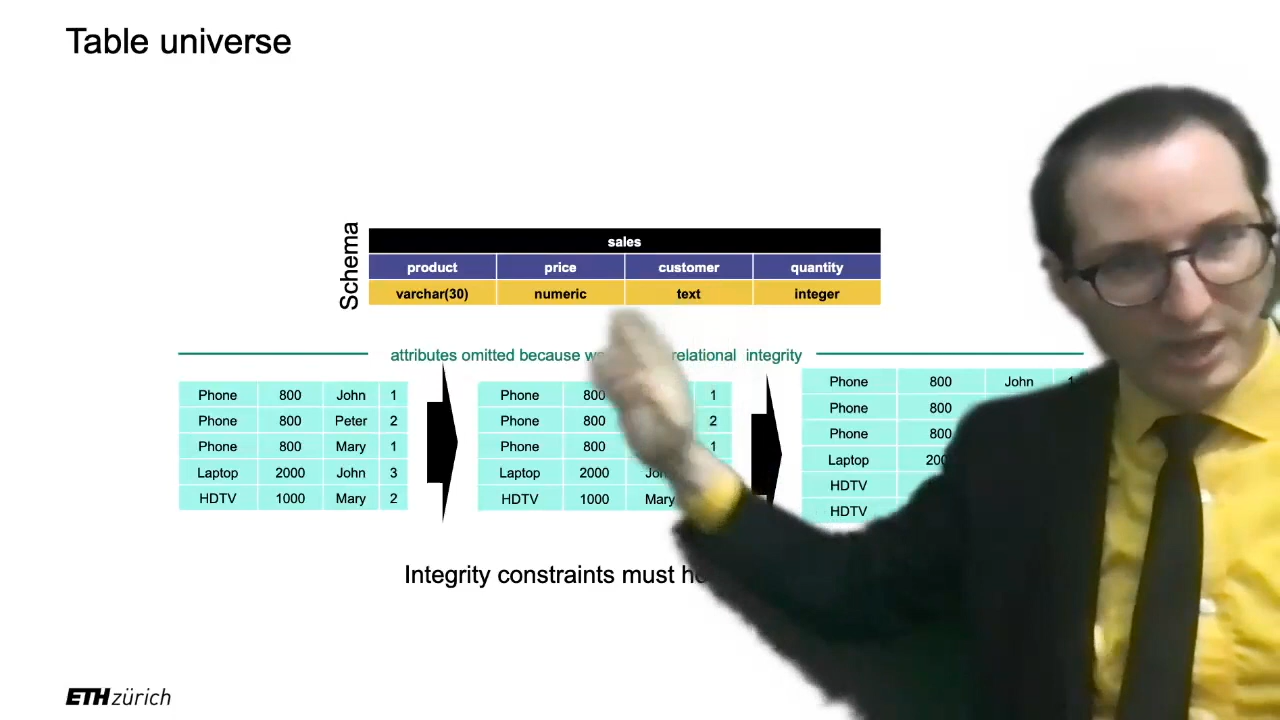 Table universe
Schema
sales
product price customer quantity
varchar(30) numeric text integer
attributes omitted because relational integrity
Phone 800 John 1
Phone 800 Peter 2
Phone 800 Mary 1
Laptop 2000 John 3
HDTV 1000 Mary 2
Phone 800 1
Phone 800 2
Phone 800 1
Laptop 2000
HDTV 1000 Mary
Phone 800 John
Phone 800
Phone 800
Laptop
HDTV
HDTV
Integrity constraints must
ETH zürich